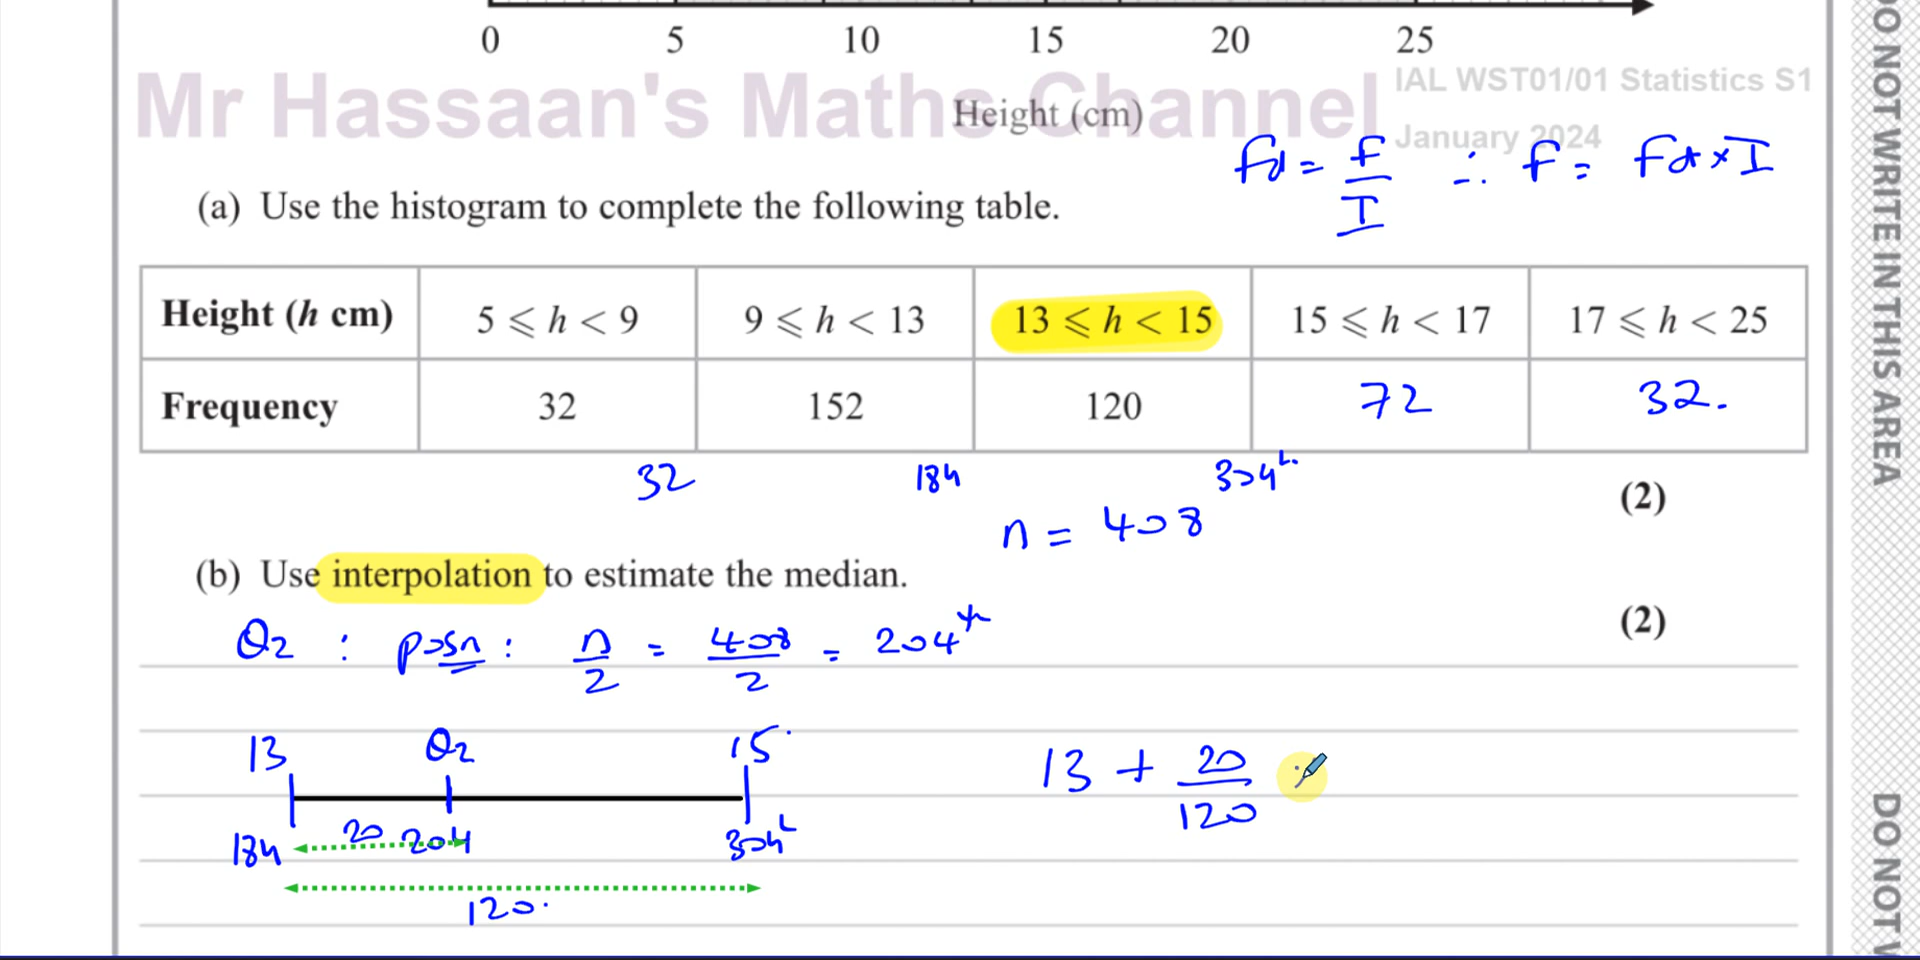 0 5 10 15 20 25
Mr Hassaan's Maths Channel
IAL WST01/01 Statistics S1
January 2024
Height (cm)
Fd = F/I ∴ F = Fd × I
(a) Use the histogram to complete the following table.
Height (h cm) 5 ⩽ h < 9 9 ⩽ h < 13 13 ⩽ h < 15 15 ⩽ h < 17 17 ⩽ h < 25
Frequency 32 152 120 72 32.
32 184 304
(2)
n = 408
(b) Use interpolation to estimate the median.
(2)
Q2 : posn : n/2 = 408/2 = 204th
13 Q2 15
13 + 20/120
184 20 204 304
120.
DO NOT WRITE IN THIS AREA
DO NOT W